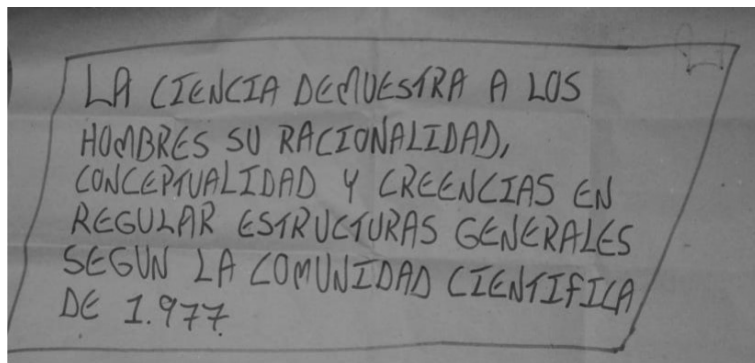 LA CIENCIA DEMUESTRA A LOS
HOMBRES SU RACIONALIDAD,
CONCEPTUALIDAD Y CREENCIAS EN
REGULAR ESTRUCTURAS GENERALES
SEGUN LA COMUNIDAD CIENTIFICA
DE 1.977